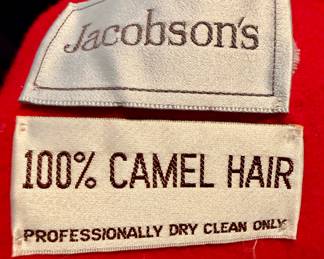 Jacobson's
100% CAMEL HAIR
PROFESSIONALLY DRY CLEAN ONLY